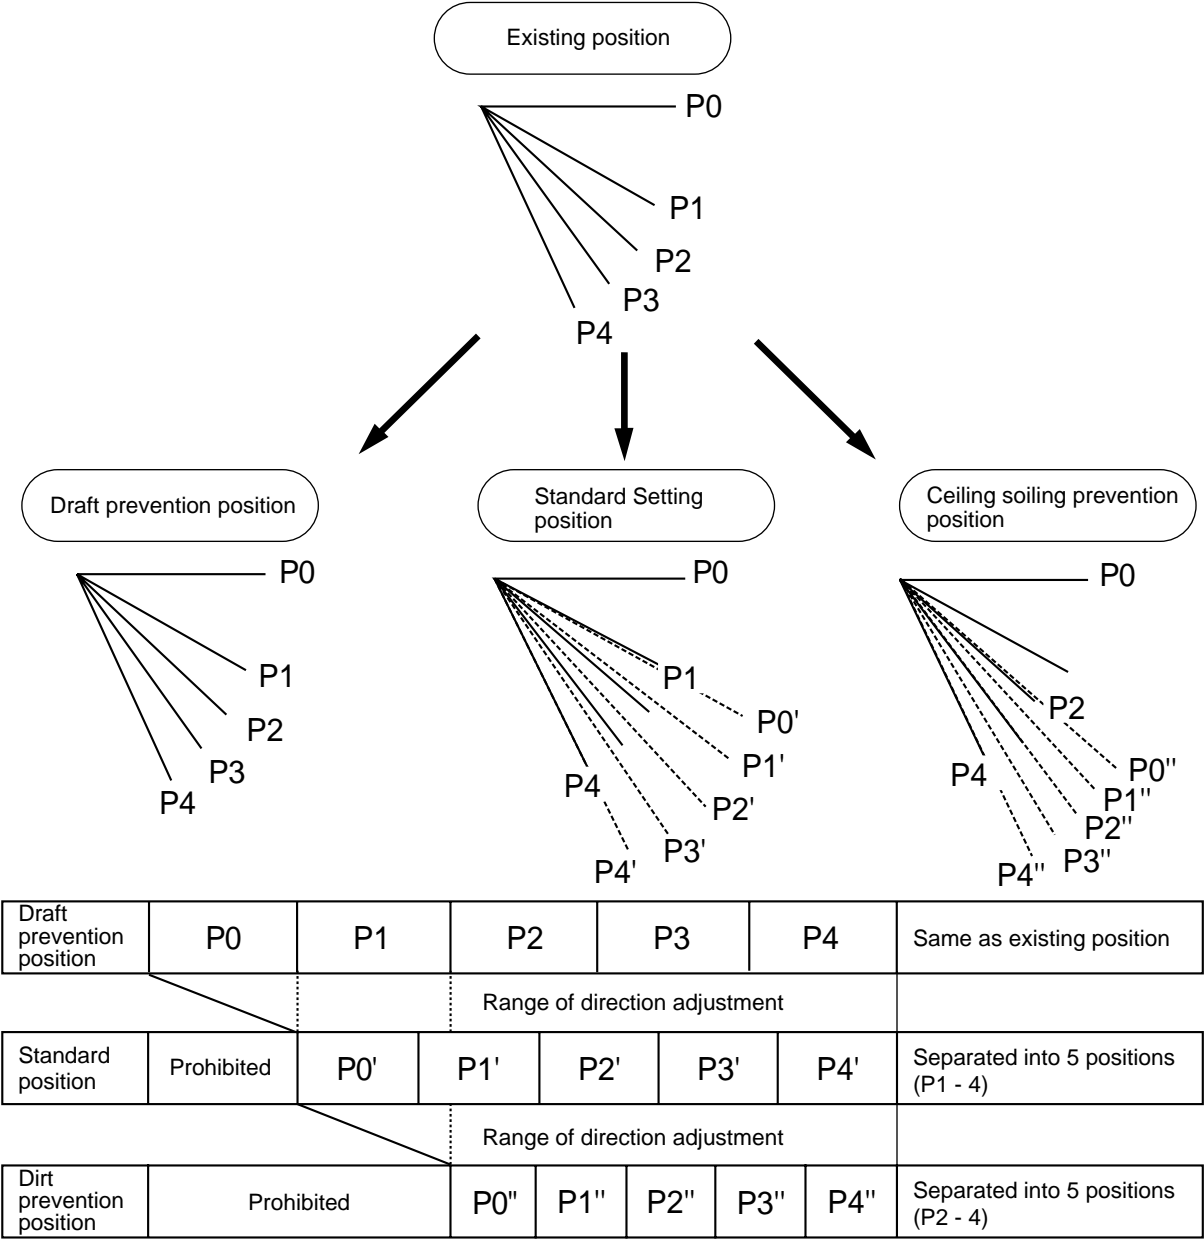 Existing position
P0
P1
P2
P3
P4
Draft prevention position
P0
P1
P2
P3
P4
Standard Setting
position
P0
P1
P0'
P1'
P2'
P3'
P4
P4'
Ceiling soiling prevention
position
P0
P2
P4
P0"
P1"
P2"
P3"
P4"
Draft
prevention
position
P0
P1
P2
P3
P4
Same as existing position
Range of direction adjustment
Standard
position
Prohibited
P0'
P1'
P2'
P3'
P4'
Separated into 5 positions
(P1 - 4)
Range of direction adjustment
Dirt
prevention
position
Prohibited
P0"
P1"
P2"
P3"
P4"
Separated into 5 positions
(P2 - 4)